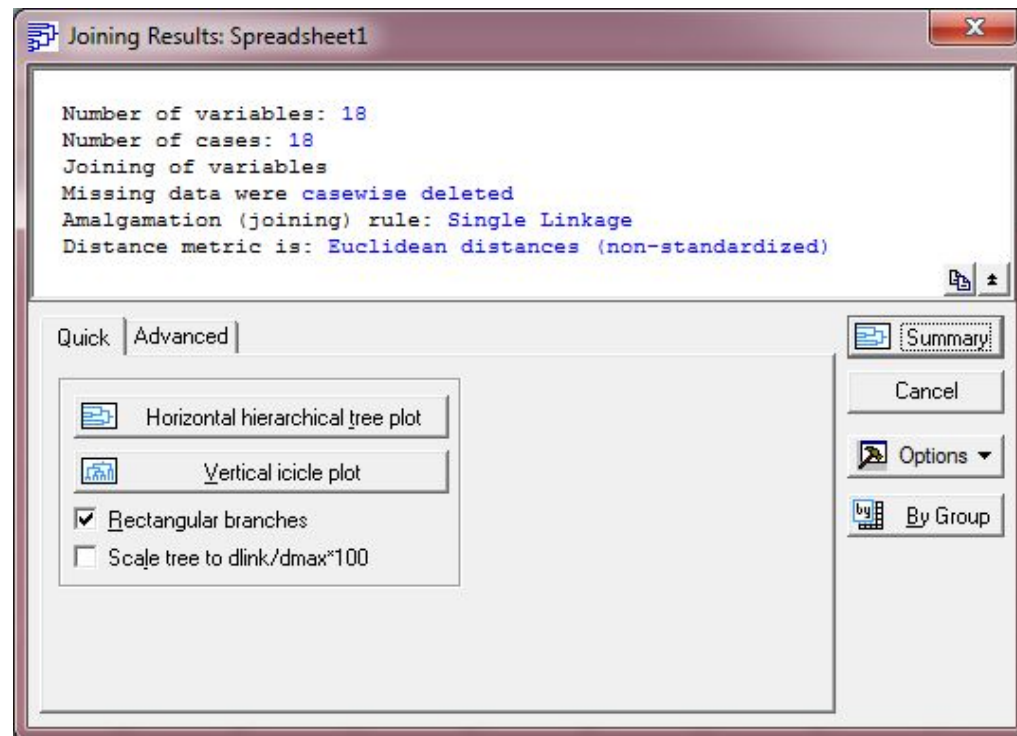 Joining Results: Spreadsheet1
X
Number of variables: 18
Number of cases: 18
Joining of variables
Missing data were casewise deleted
Amalgamation (joining) rule: Single Linkage
Distance metric is: Euclidean distances (non-standardized)
Quick
Advanced
Horizontal hierarchical tree plot
Vertical icicle plot
Rectangular branches
Scale tree to dlink/dmax*100
Summary
Cancel
Options
by
By Group